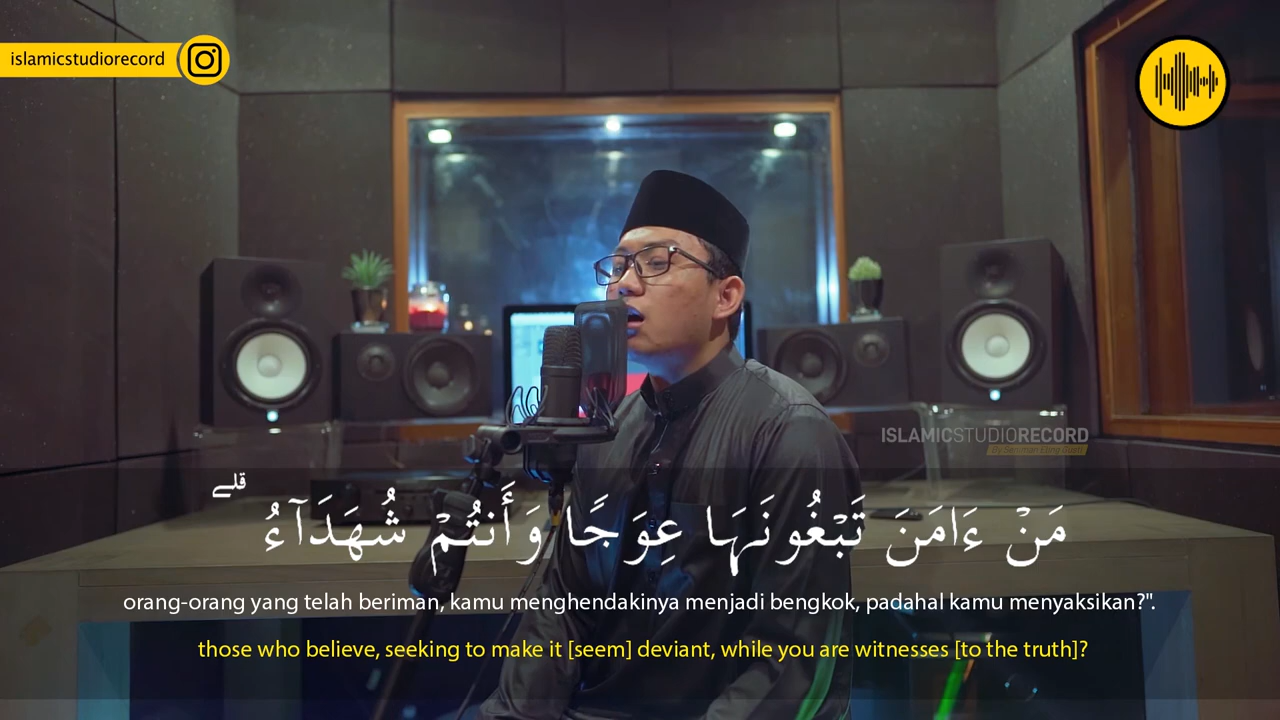 islamicstudiorecord
ISLAMICSTUDIORECORD
مَنْ ءَامَنَ تَبْغُونَهَا عِوَجًا وَأَنتُمْ شُهَدَآءُ ۗ
orang-orang yang telah beriman, kamu menghendakinya menjadi bengkok, padahal kamu menyaksikan?".
those who believe, seeking to make it [seem] deviant, while you are witnesses [to the truth]?